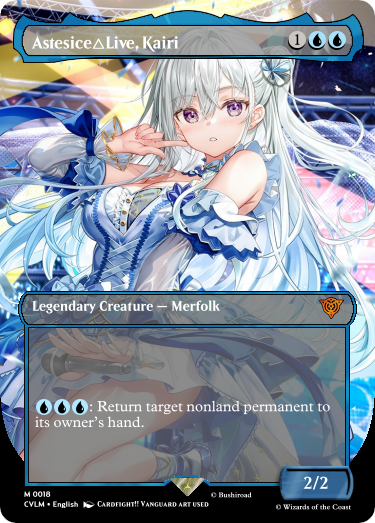 Astesice△Live, Kairi
1
Legendary Creature — Merfolk
: Return target nonland permanent to
its owner's hand.
2/2
M 0018
CVLM • English CARDFIGHT!! VANGUARD ART USED
© Bushiroad
© Wizards of the Coast